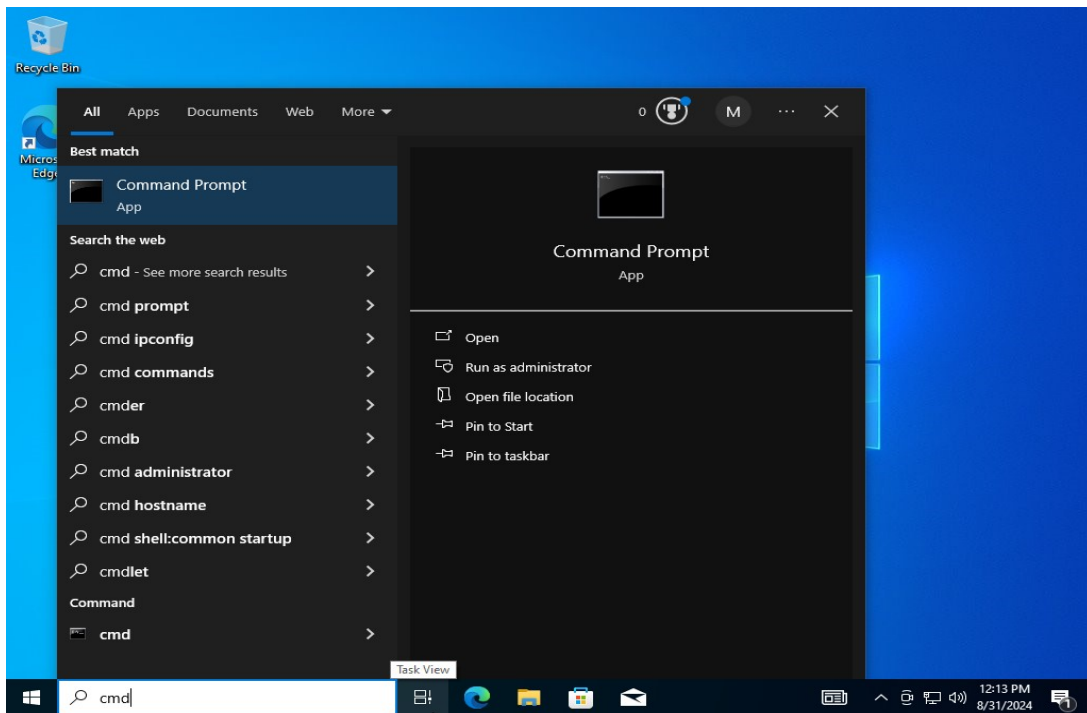 Recycle Bin
Micros
Edge
All Apps Documents Web More 0 M ...
Best match
Command Prompt
App
Search the web
cmd - See more search results
cmd prompt
cmd ipconfig
cmd commands
cmder
cmdb
cmd administrator
cmd hostname
cmd shell:common startup
cmdlet
Command
cmd
Command Prompt
App
Open
Run as administrator
Open file location
Pin to Start
Pin to taskbar
Task View
cmd
12:13 PM
8/31/2024
1